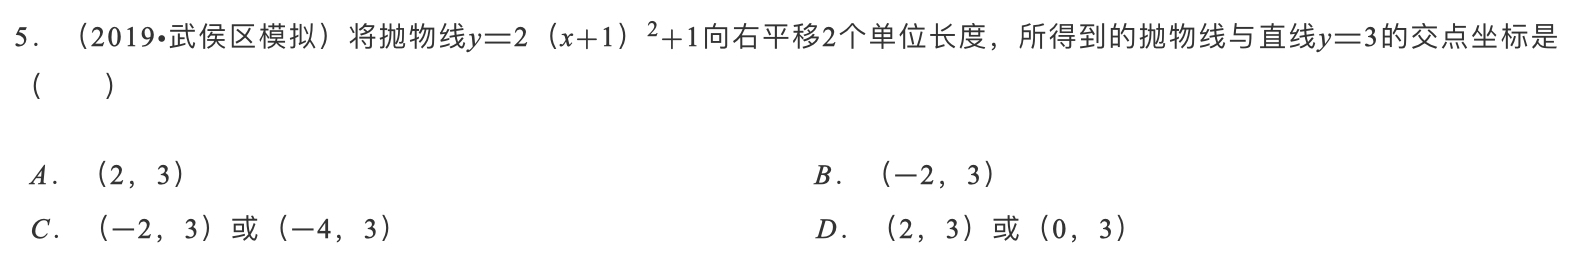 5．（2019•武侯区模拟）将抛物线y＝2（x+1）²+1向右平移2个单位长度，所得到的抛物线与直线y＝3的交点坐标是
（　　）
A．（2，3）　B．（－2，3）
C．（－2，3）或（－4，3）　D．（2，3）或（0，3）